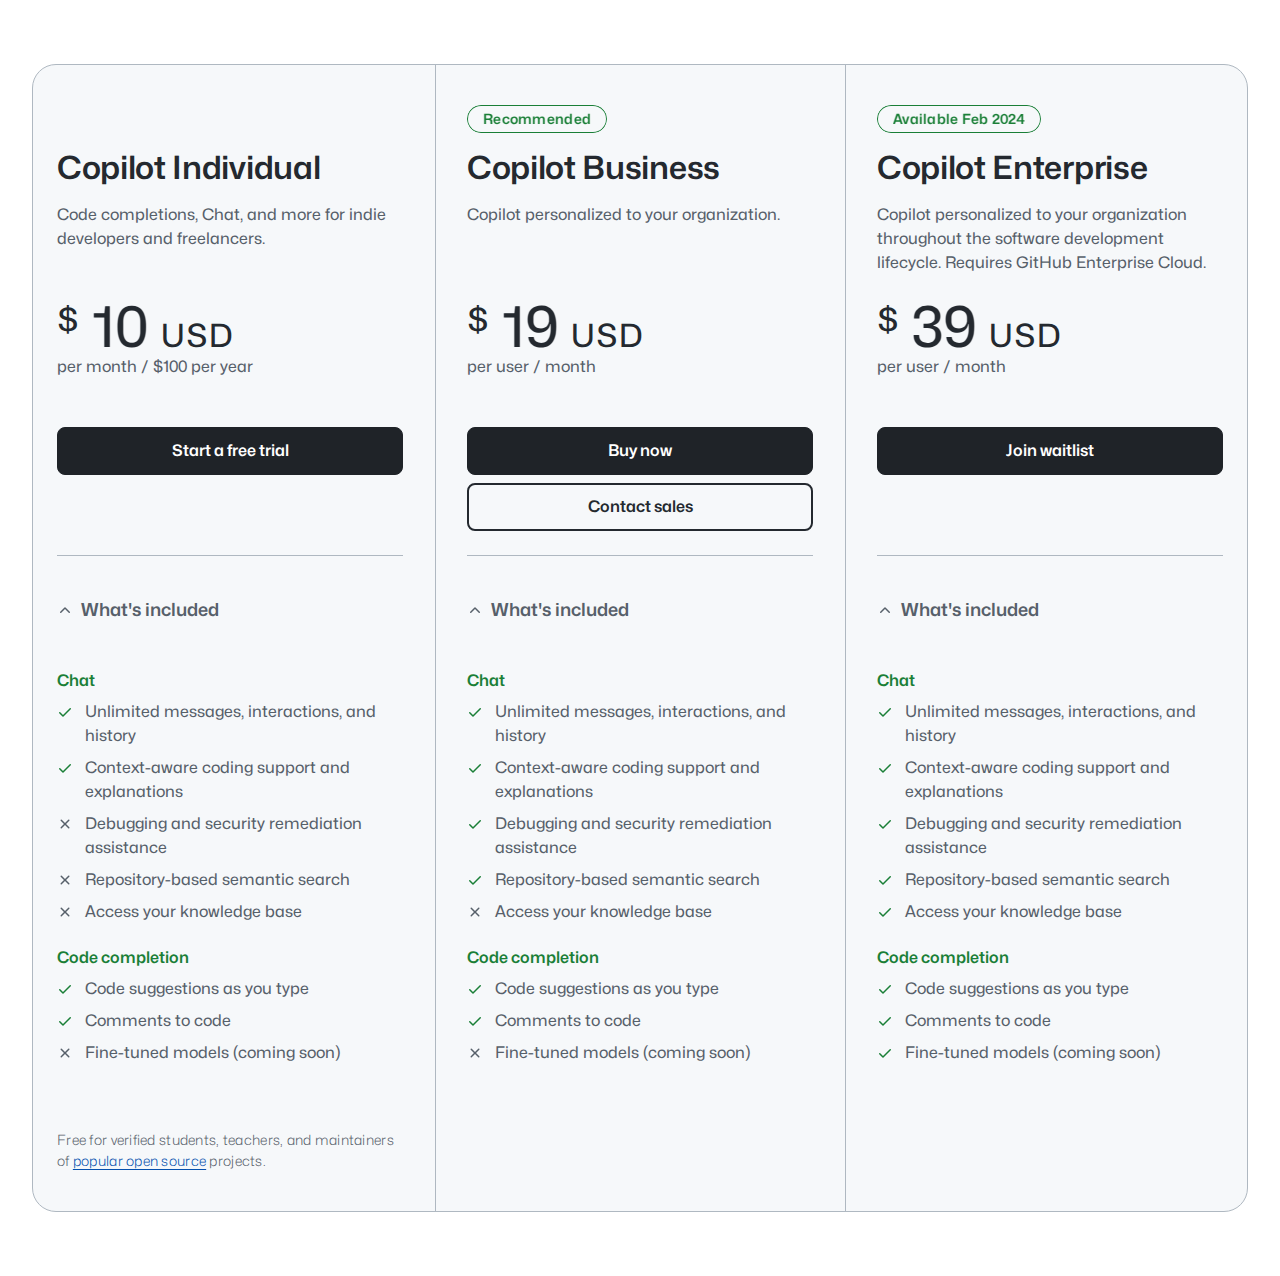 Copilot Individual
Code completions, Chat, and more for indie
developers and freelancers.
$ 10 USD
per month / $100 per year
Start a free trial
What's included
Chat
Unlimited messages, interactions, and
history
Context-aware coding support and
explanations
Debugging and security remediation
assistance
Repository-based semantic search
Access your knowledge base
Code completion
Code suggestions as you type
Comments to code
Fine-tuned models (coming soon)
Free for verified students, teachers, and maintainers
of popular open source projects.
Recommended
Copilot Business
Copilot personalized to your organization.
$ 19 USD
per user / month
Buy now
Contact sales
What's included
Chat
Unlimited messages, interactions, and
history
Context-aware coding support and
explanations
Debugging and security remediation
assistance
Repository-based semantic search
Access your knowledge base
Code completion
Code suggestions as you type
Comments to code
Fine-tuned models (coming soon)
Available Feb 2024
Copilot Enterprise
Copilot personalized to your organization
throughout the software development
lifecycle. Requires GitHub Enterprise Cloud.
$ 39 USD
per user / month
Join waitlist
What's included
Chat
Unlimited messages, interactions, and
history
Context-aware coding support and
explanations
Debugging and security remediation
assistance
Repository-based semantic search
Access your knowledge base
Code completion
Code suggestions as you type
Comments to code
Fine-tuned models (coming soon)